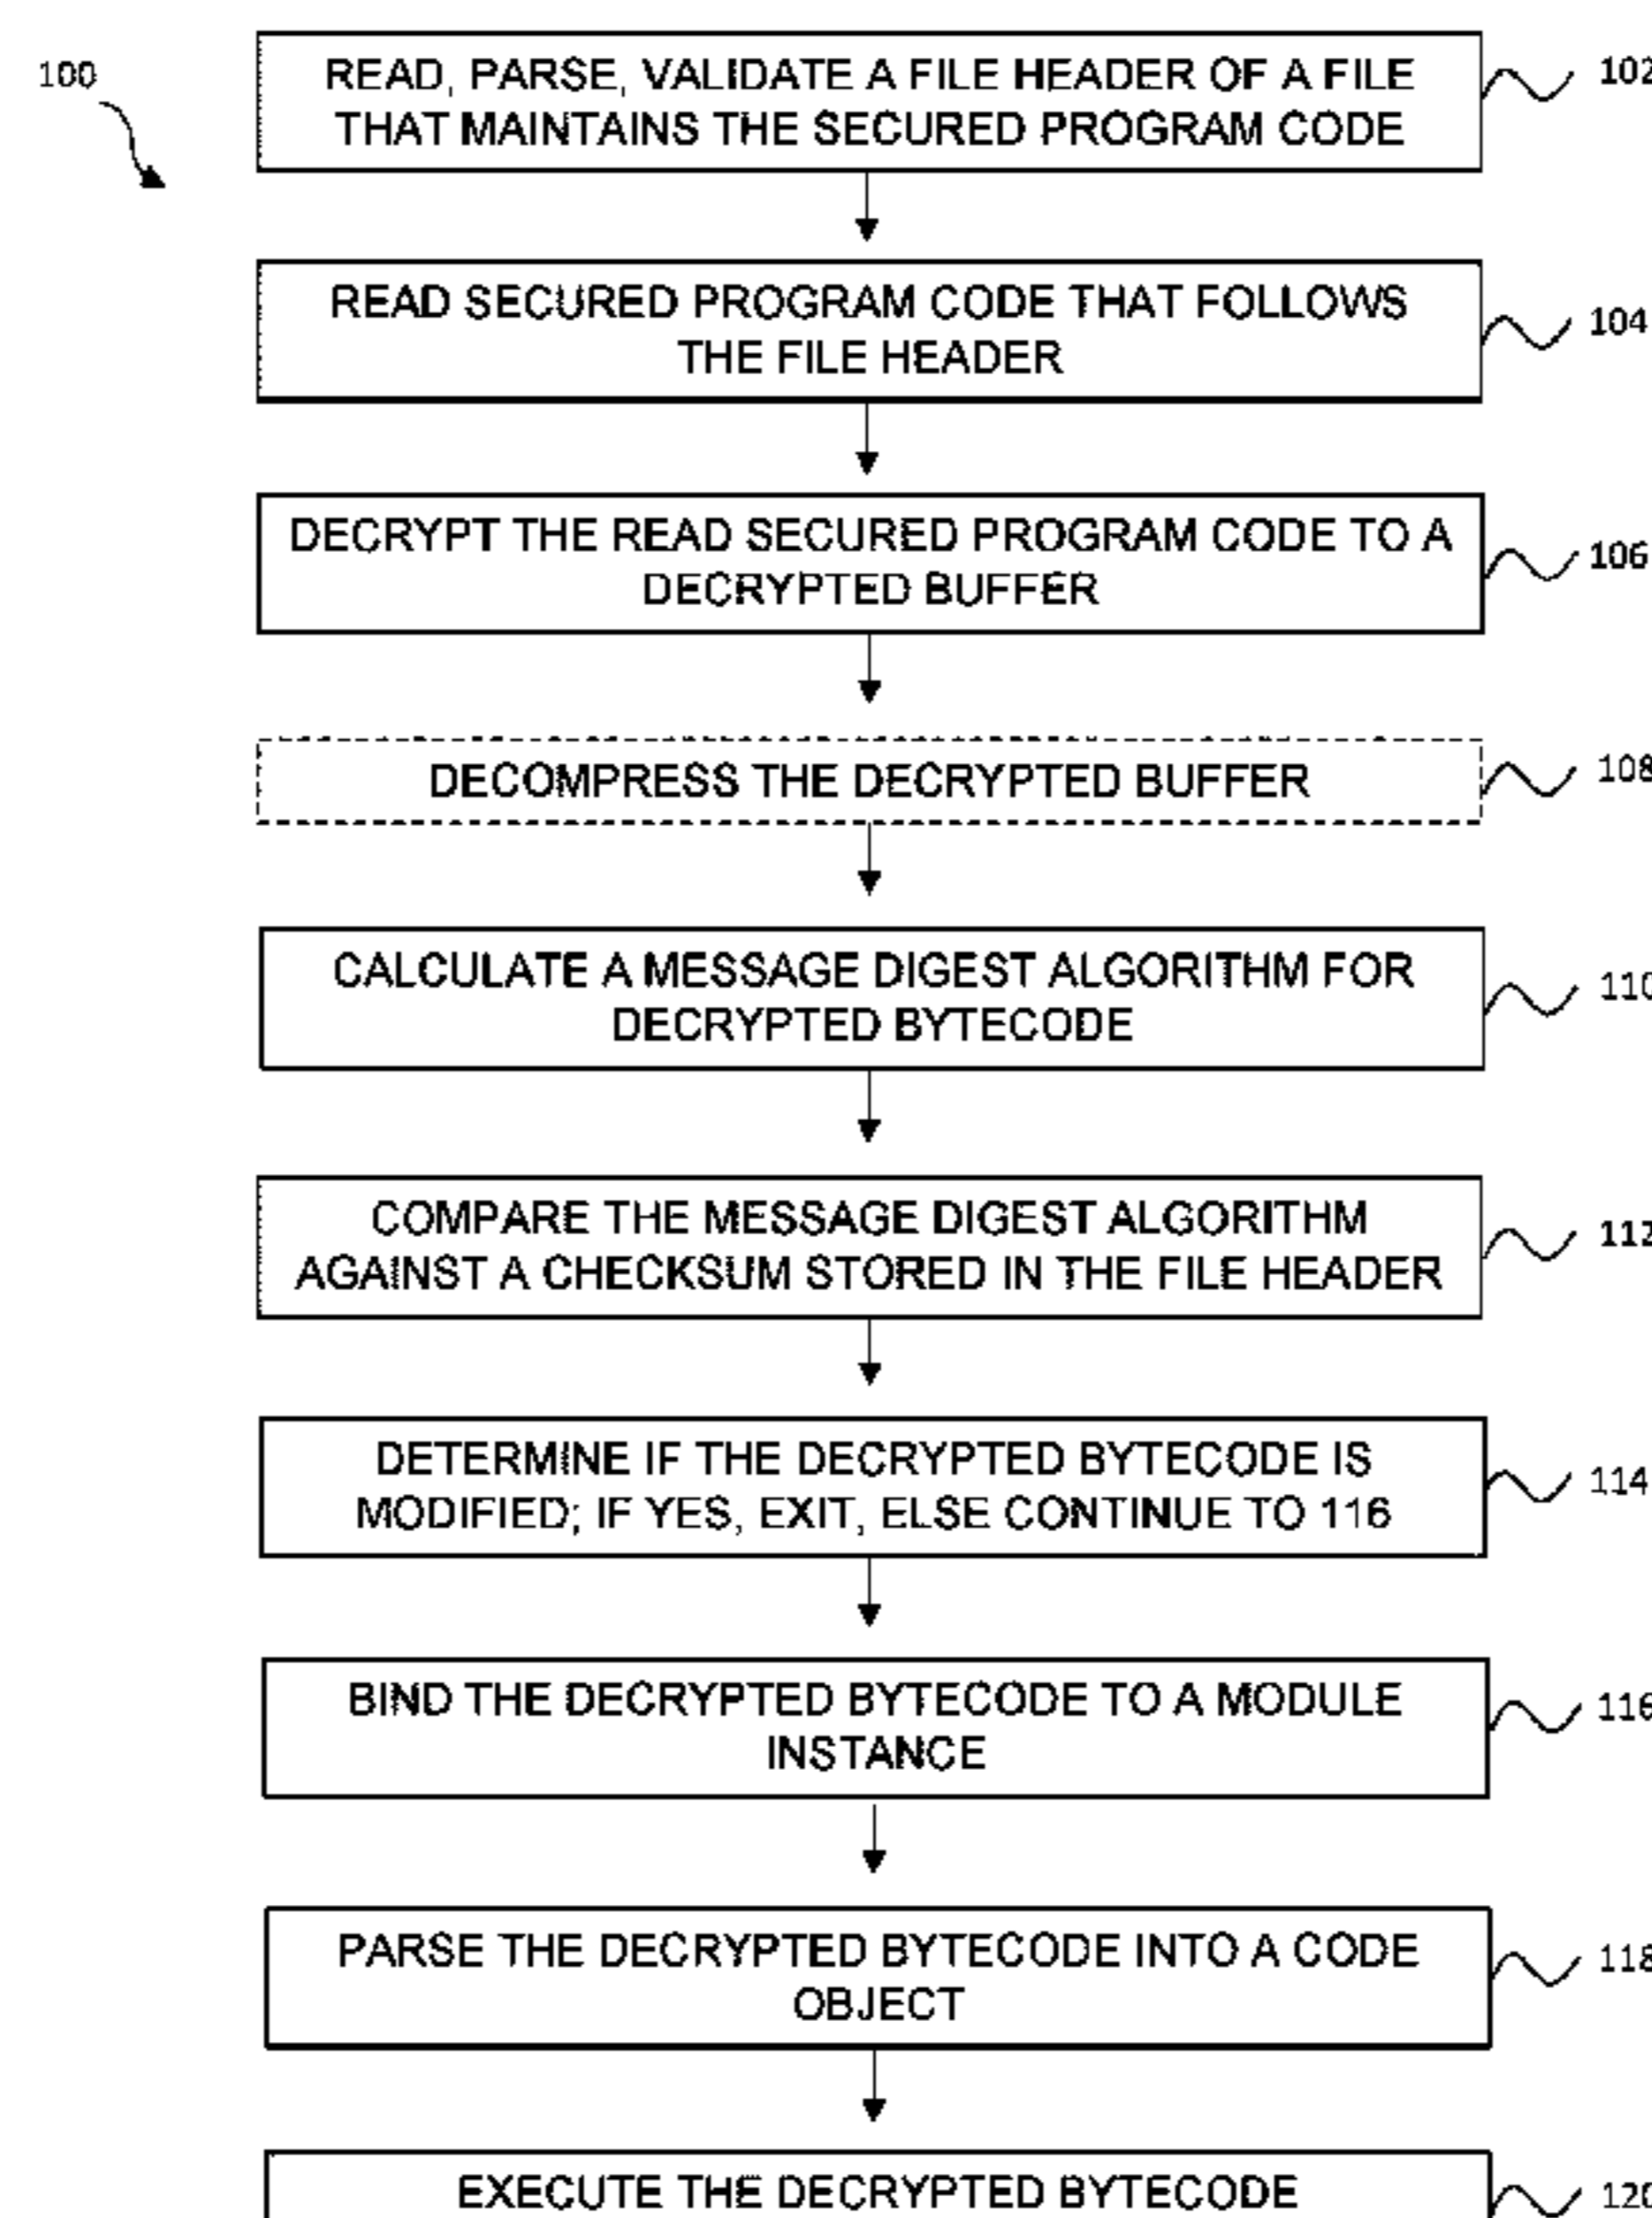 100
READ, PARSE, VALIDATE A FILE HEADER OF A FILE
THAT MAINTAINS THE SECURED PROGRAM CODE
102
READ SECURED PROGRAM CODE THAT FOLLOWS
THE FILE HEADER
104
DECRYPT THE READ SECURED PROGRAM CODE TO A
DECRYPTED BUFFER
106
DECOMPRESS THE DECRYPTED BUFFER
108
CALCULATE A MESSAGE DIGEST ALGORITHM FOR
DECRYPTED BYTECODE
110
COMPARE THE MESSAGE DIGEST ALGORITHM
AGAINST A CHECKSUM STORED IN THE FILE HEADER
112
DETERMINE IF THE DECRYPTED BYTECODE IS
MODIFIED; IF YES, EXIT, ELSE CONTINUE TO 116
114
BIND THE DECRYPTED BYTECODE TO A MODULE
INSTANCE
116
PARSE THE DECRYPTED BYTECODE INTO A CODE
OBJECT
118
EXECUTE THE DECRYPTED BYTECODE
120